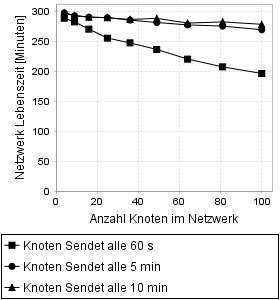 Netzwerk Lebenszeit [Minuten]
300
250
200
150
100
50
0
0 20 40 60 80 100
Anzahl Knoten im Netzwerk
Knoten Sendet alle 60 s
Knoten Sendet alle 5 min
Knoten Sendet alle 10 min